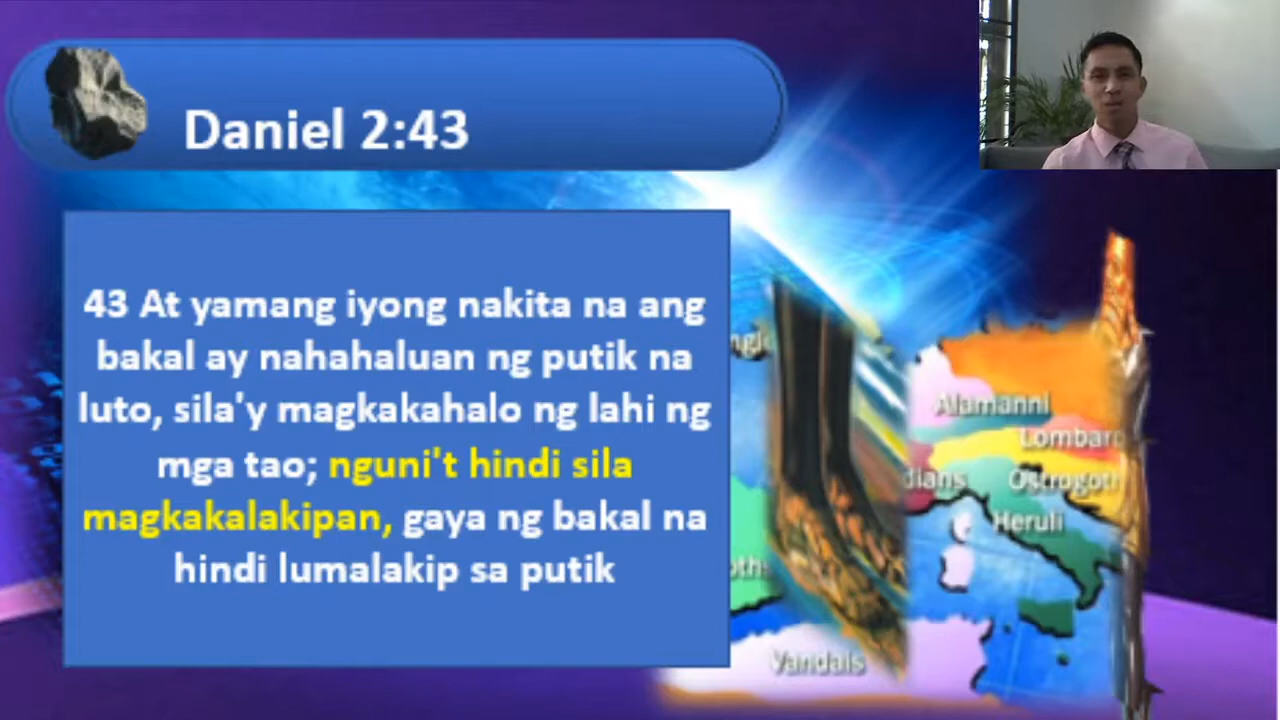 Daniel 2:43
43 At yamang iyong nakita na ang
bakal ay nahahaluan ng putik na
luto, sila'y magkakahalo ng lahi ng
mga tao; nguni't hindi sila
magkakalakipan, gaya ng bakal na
hindi lumalakip sa putik
Alamanni
Ostrogoth
Heruli
Vandals